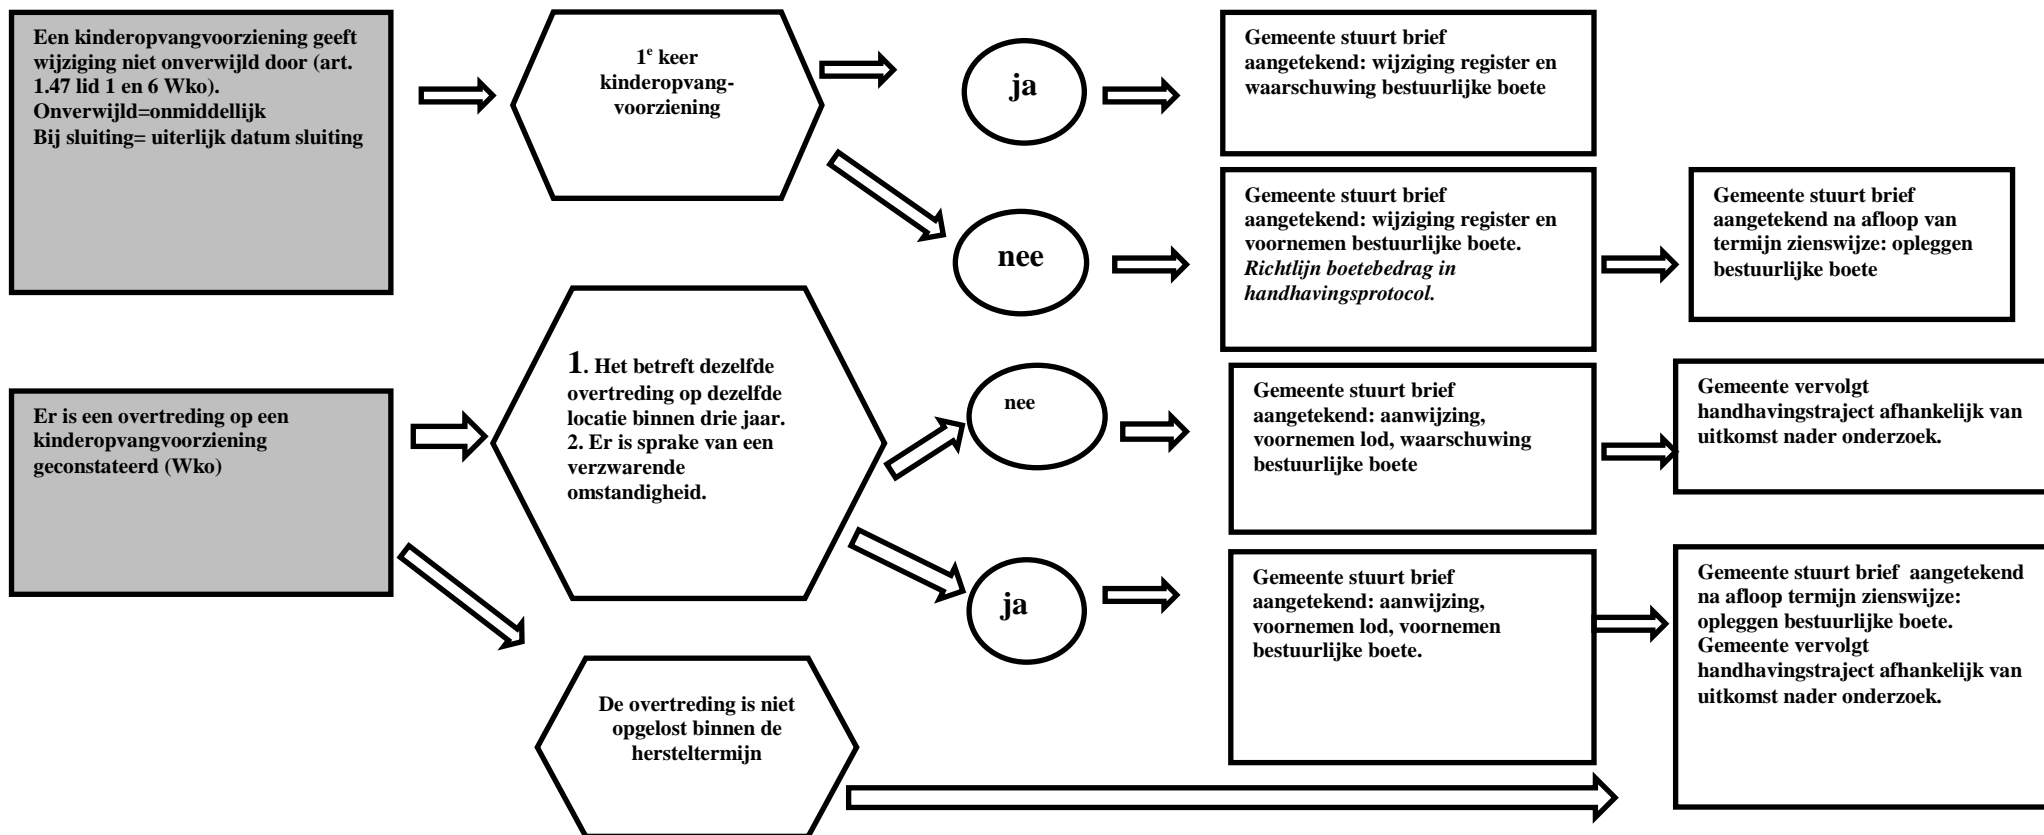 Een kinderopvangvoorziening geeft
wijziging niet onverwijld door (art.
1.47 lid 1 en 6 Wko).
Onverwijld=onmiddellijk
Bij sluiting= uiterlijk datum sluiting
1e keer
kinderopvang-
voorziening
ja
Gemeente stuurt brief
aangetekend: wijziging register en
waarschuwing bestuurlijke boete
nee
Gemeente stuurt brief
aangetekend: wijziging register en
voornemen bestuurlijke boete.
Richtlijn boetebedrag in
handhavingsprotocol.
Gemeente stuurt brief
aangetekend na afloop van
termijn zienswijze: opleggen
bestuurlijke boete
Er is een overtreding op een
kinderopvangvoorziening
geconstateerd (Wko)
1. Het betreft dezelfde
overtreding op dezelfde
locatie binnen drie jaar.
2. Er is sprake van een
verzwarende
omstandigheid.
nee
Gemeente stuurt brief
aangetekend: aanwijzing,
voornemen lod, waarschuwing
bestuurlijke boete
Gemeente vervolgt
handhavingstraject afhankelijk van
uitkomst nader onderzoek.
ja
Gemeente stuurt brief
aangetekend: aanwijzing,
voornemen lod, voornemen
bestuurlijke boete.
Gemeente stuurt brief  aangetekend
na afloop termijn zienswijze:
opleggen bestuurlijke boete.
Gemeente vervolgt
handhavingstraject afhankelijk van
uitkomst nader onderzoek.
De overtreding is niet
opgelost binnen de
hersteltermijn